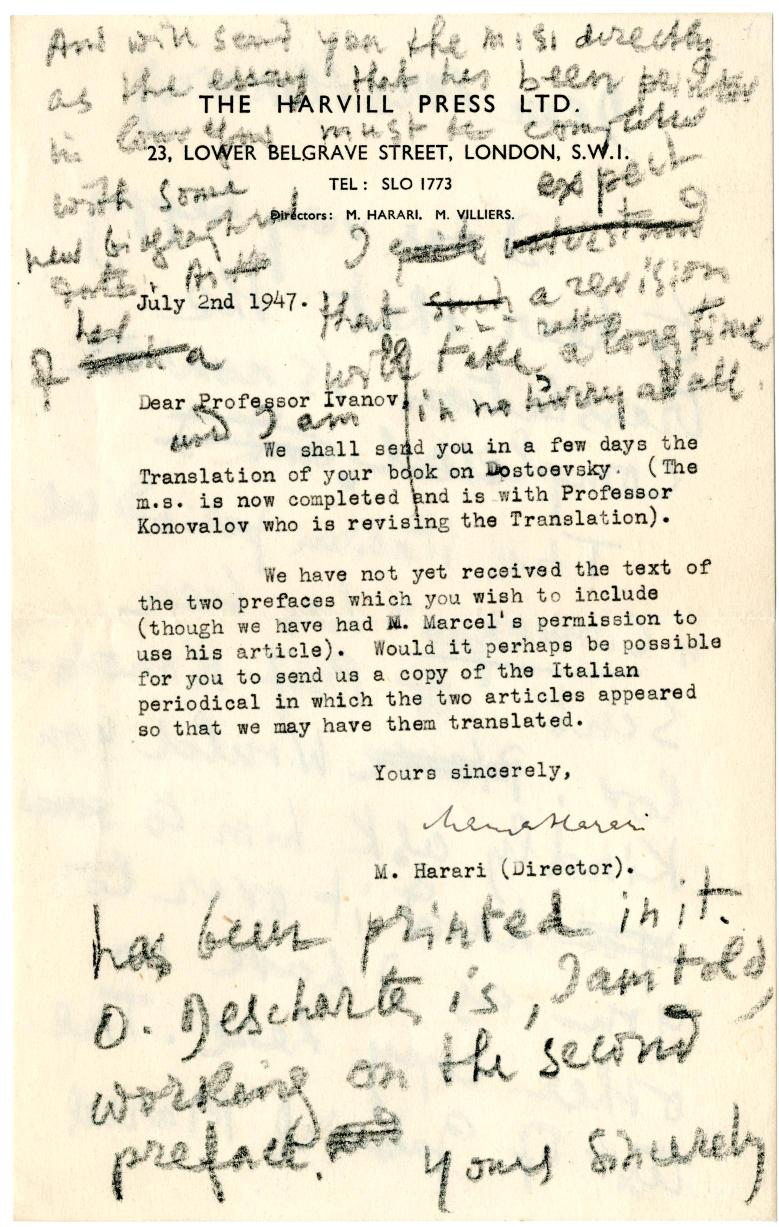 And will send you the m.s. directly
as the essay that has been printed
in
THE HARVILL PRESS LTD.
must be completed
23, LOWER BELGRAVE STREET, LONDON, S.W.1.
TEL: SLO 1773
expect
with some
Directors: M. HARARI. M. VILLIERS.
new
I
July 2nd 1947.
that such a revision
her
will take a long time
of such a
Dear Professor Ivanov,
and I am in no hurry at all.
We shall send you in a few days the
Translation of your book on Dostoevsky. (The
m.s. is now completed and is with Professor
Konovalov who is revising the Translation).
We have not yet received the text of
the two prefaces which you wish to include
(though we have had M. Marcel's permission to
use his article). Would it perhaps be possible
for you to send us a copy of the Italian
periodical in which the two articles appeared
so that we may have them translated.
Yours sincerely,
M. Harari (Director).
has been printed in it.
O. Deschartes is, I am told,
working on the second
preface. Yours Sincerely